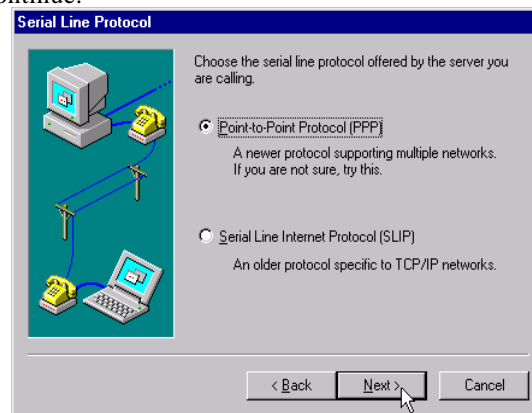 ontinue.
Serial Line Protocol
Choose the serial line protocol offered by the server you
are calling.
Point-to-Point Protocol (PPP)
A newer protocol supporting multiple networks.
If you are not sure, try this.
Serial Line Internet Protocol (SLIP)
An older protocol specific to TCP/IP networks.
< Back Next > Cancel